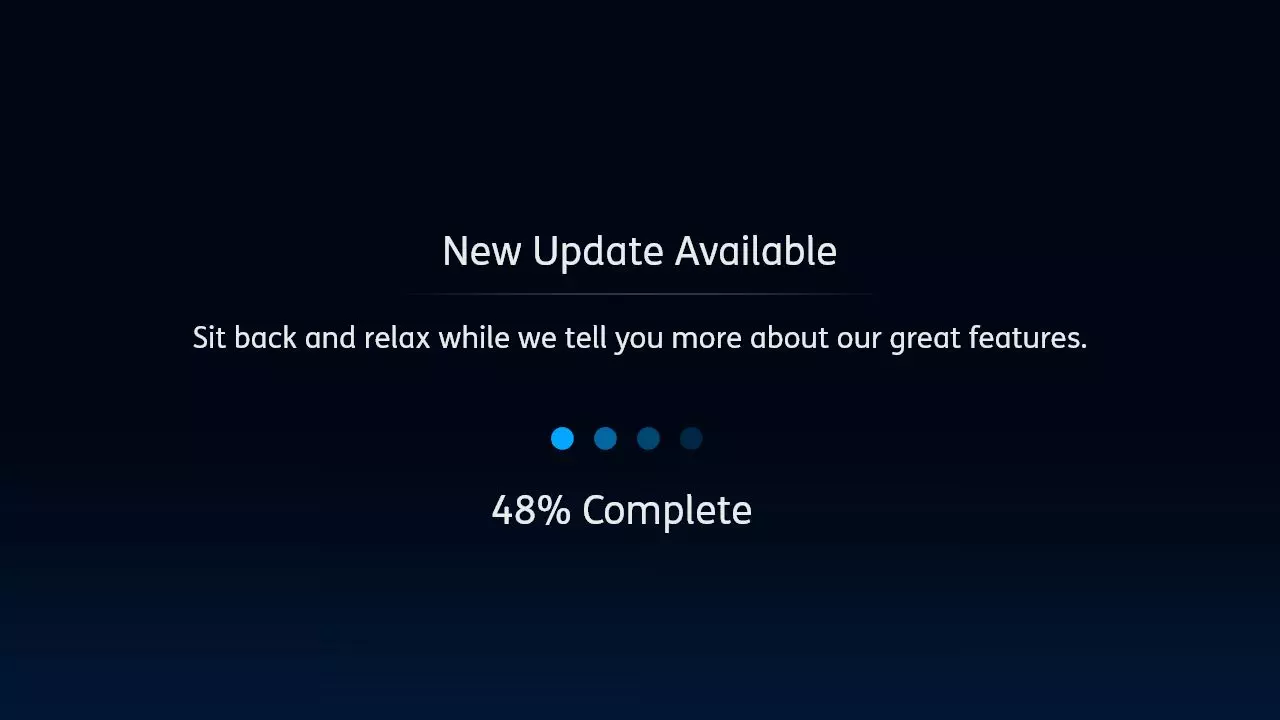 New Update Available
Sit back and relax while we tell you more about our great features.
48% Complete